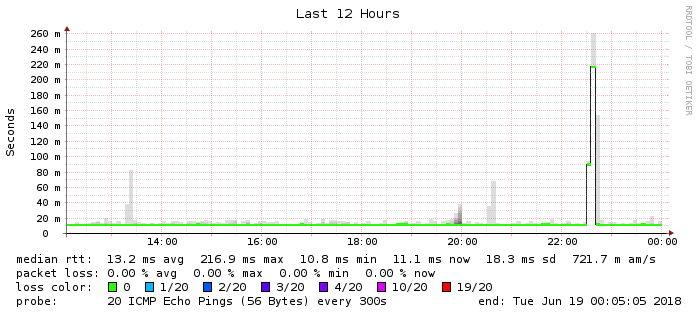 Last 12 Hours
RRDTOOL / TOBI OETIKER
Seconds
260 m
240 m
220 m
200 m
180 m
160 m
140 m
120 m
100 m
80 m
60 m
40 m
20 m
0
14:00 16:00 18:00 20:00 22:00 00:00
median rtt: 13.2 ms avg 216.9 ms max 10.8 ms min 11.1 ms now 18.3 ms sd 721.7 m am/s
packet loss: 0.00 % avg 0.00 % max 0.00 % min 0.00 % now
loss color: 0 1/20 2/20 3/20 4/20 10/20 19/20
probe: 20 ICMP Echo Pings (56 Bytes) every 300s end: Tue Jun 19 00:05:05 2018